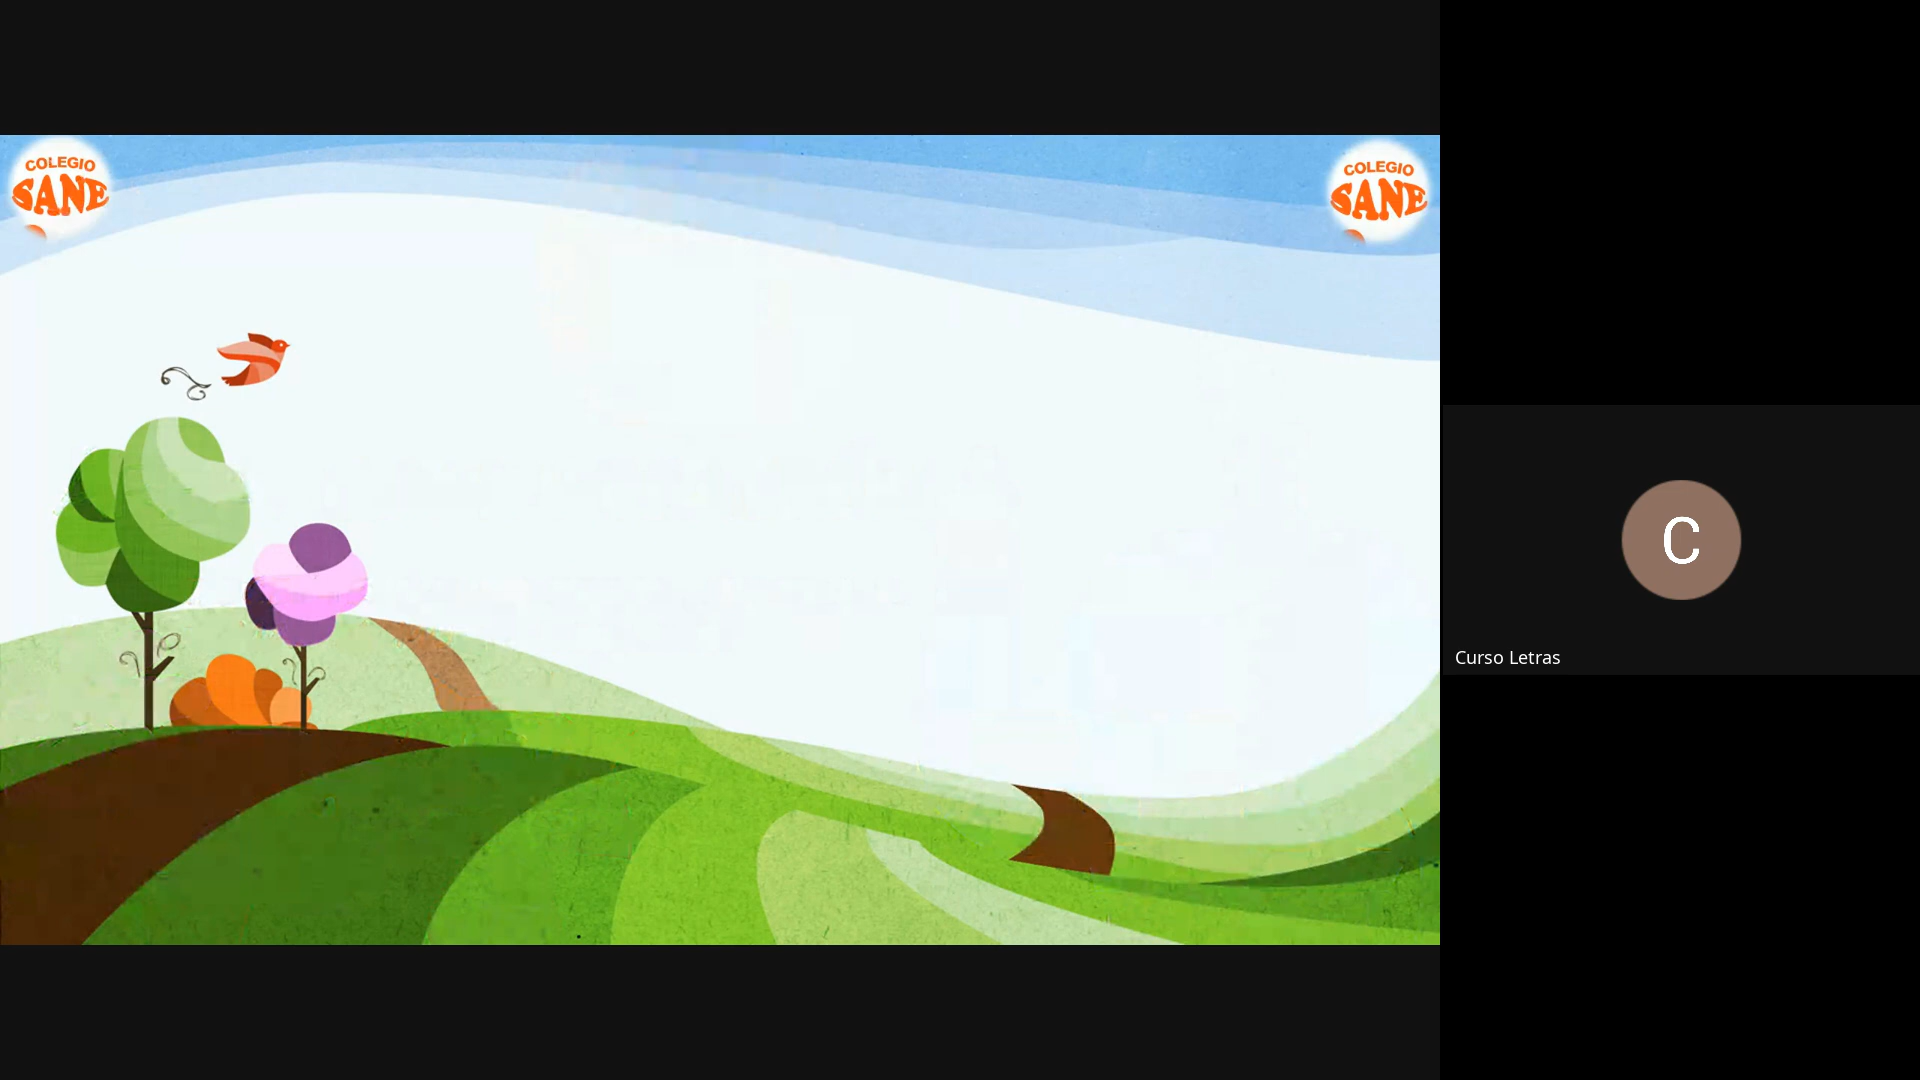 COLEGIO
SANE
COLEGIO
SANE
C
Curso Letras